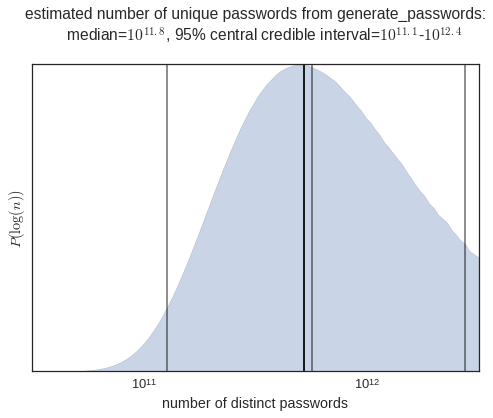 estimated number of unique passwords from generate_passwords:
median=10^11.8, 95% central credible interval=10^11.1-10^12.4
P(log(n))
10^11 10^12
number of distinct passwords